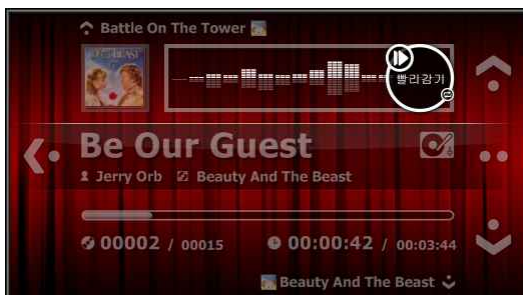 Battle On The Tower
빨리감기
Be Our Guest
Jerry Orb Beauty And The Beast
00002 / 00015 00:00:42 / 00:03:44
Beauty And The Beast